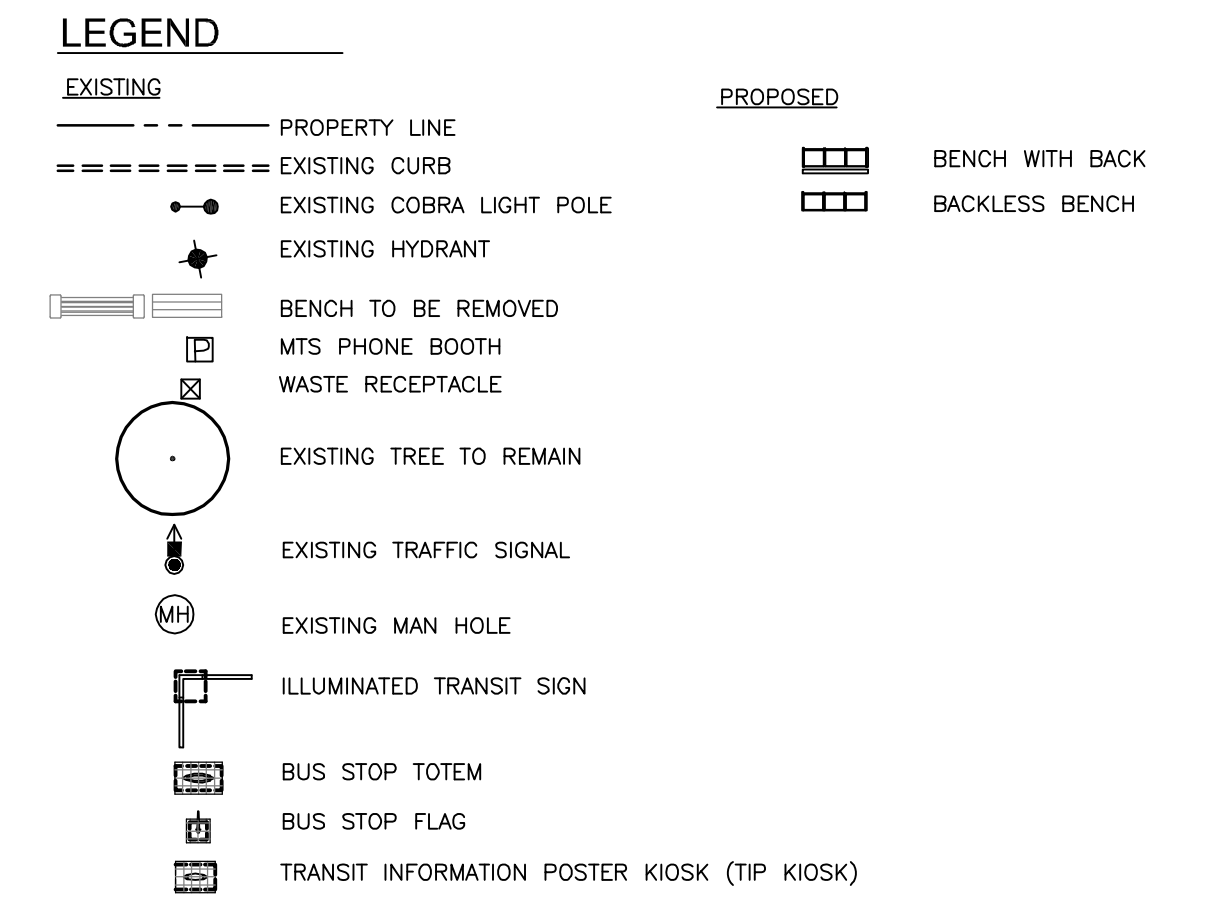 LEGEND
EXISTING
PROPERTY LINE
EXISTING CURB
EXISTING COBRA LIGHT POLE
EXISTING HYDRANT
BENCH TO BE REMOVED
P
MTS PHONE BOOTH
WASTE RECEPTACLE
EXISTING TREE TO REMAIN
EXISTING TRAFFIC SIGNAL
MH
EXISTING MAN HOLE
ILLUMINATED TRANSIT SIGN
BUS STOP TOTEM
BUS STOP FLAG
TRANSIT INFORMATION POSTER KIOSK (TIP KIOSK)
PROPOSED
BENCH WITH BACK
BACKLESS BENCH